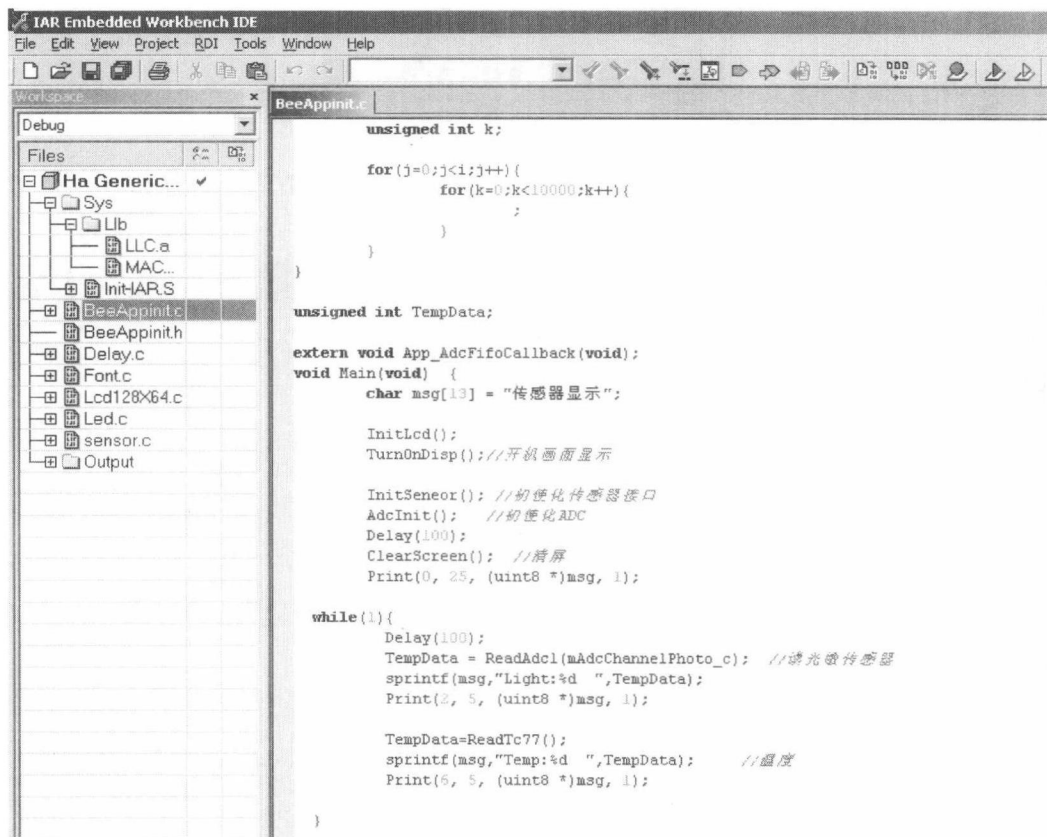 IAR Embedded Workbench IDE
File Edit View Project RDI Tools Window Help
Workspace
BeeAppinit.c
Debug
Files
Ha Generic...
Sys
LIb
LLC.a
MAC...
InitIAR.S
BeeAppinit.c
BeeAppinit.h
Delay.c
Font.c
Lcd128X64.c
Led.c
sensor.c
Output
unsigned int k;
for(j=0;j<i;j++){
for(k=0;k<10000;k++){
;
}
}
}
unsigned int TempData;
extern void App_AdcFifoCallback(void);
void Main(void) {
char msg[13] = "传感器显示";
InitLcd();
TurnOnDisp();//开机画面显示
InitSeneor(); //初使化传感器接口
AdcInit(); //初使化ADC
Delay(100);
ClearScreen(); //清屏
Print(0, 25, (uint8 *)msg, 1);
while(1){
Delay(100);
TempData = ReadAdc1(mAdcChannelPhoto_c); //读光敏传感器
sprintf(msg,"Light:%d ",TempData);
Print(2, 5, (uint8 *)msg, 1);
TempData=ReadTc77();
sprintf(msg,"Temp:%d ",TempData); //温度
Print(6, 5, (uint8 *)msg, 1);
}